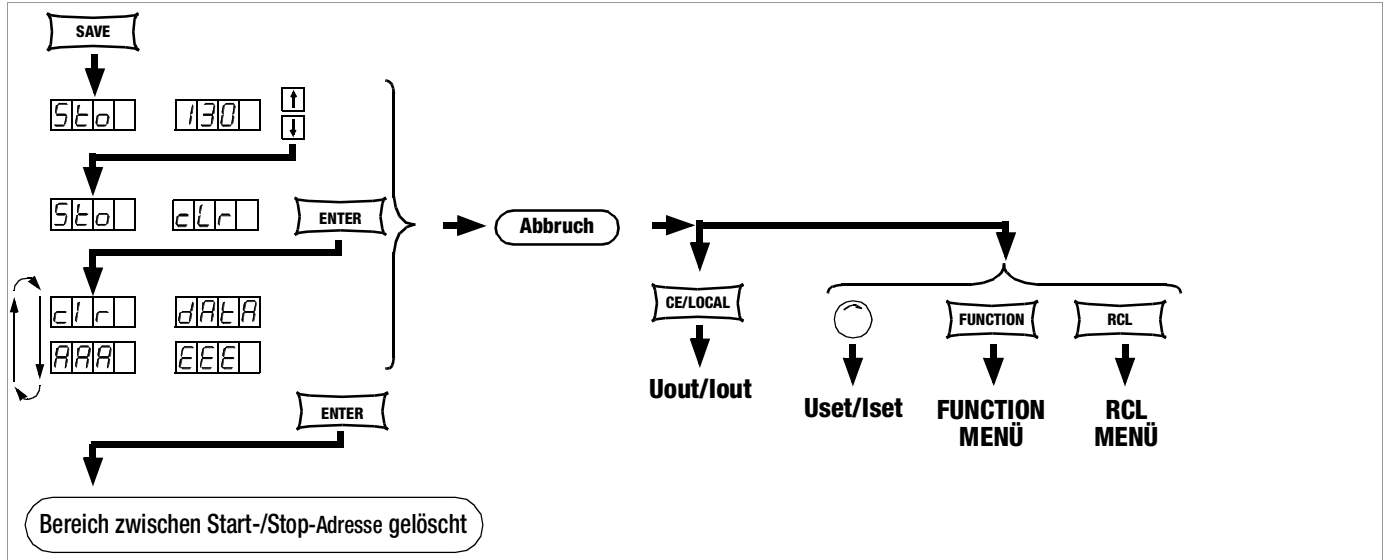 SAVE
Sto 130
Sto cLr ENTER
Abbruch
clr dAtA
AAA EEE
CE/LOCAL
FUNCTION RCL
Uout/Iout
Uset/Iset FUNCTION MENÜ RCL MENÜ
ENTER
Bereich zwischen Start-/Stop-Adresse gelöscht